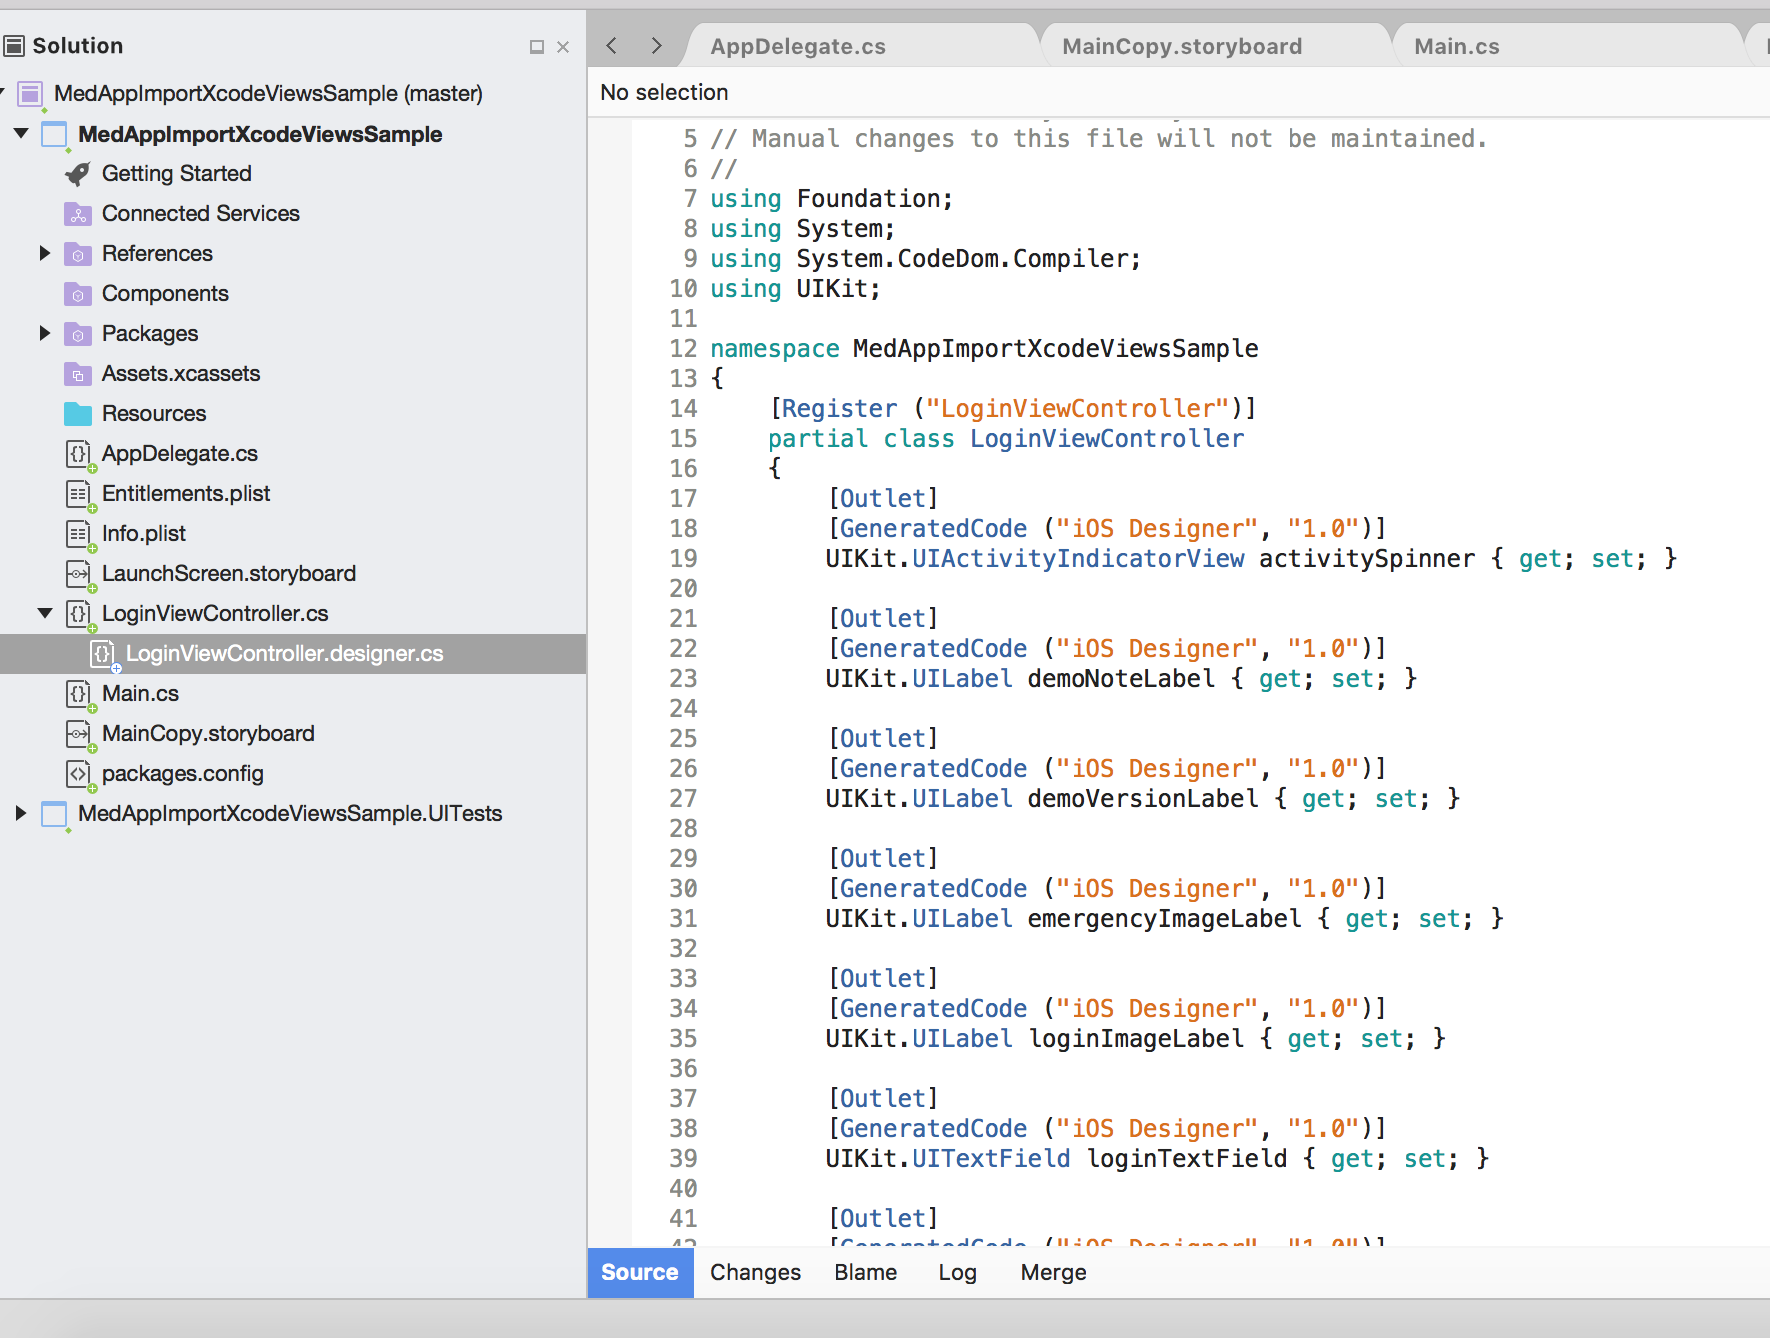 Solution
MedAppImportXcodeViewsSample (master)
MedAppImportXcodeViewsSample
Getting Started
Connected Services
References
Components
Packages
Assets.xcassets
Resources
AppDelegate.cs
Entitlements.plist
Info.plist
LaunchScreen.storyboard
LoginViewController.cs
LoginViewController.designer.cs
Main.cs
MainCopy.storyboard
packages.config
MedAppImportXcodeViewsSample.UITests
AppDelegate.cs MainCopy.storyboard Main.cs
No selection
5 // Manual changes to this file will not be maintained.
6 //
7 using Foundation;
8 using System;
9 using System.CodeDom.Compiler;
10 using UIKit;
11
12 namespace MedAppImportXcodeViewsSample
13 {
14 [Register ("LoginViewController")]
15 partial class LoginViewController
16 {
17 [Outlet]
18 [GeneratedCode ("iOS Designer", "1.0")]
19 UIKit.UIActivityIndicatorView activitySpinner { get; set; }
20
21 [Outlet]
22 [GeneratedCode ("iOS Designer", "1.0")]
23 UIKit.UILabel demoNoteLabel { get; set; }
24
25 [Outlet]
26 [GeneratedCode ("iOS Designer", "1.0")]
27 UIKit.UILabel demoVersionLabel { get; set; }
28
29 [Outlet]
30 [GeneratedCode ("iOS Designer", "1.0")]
31 UIKit.UILabel emergencyImageLabel { get; set; }
32
33 [Outlet]
34 [GeneratedCode ("iOS Designer", "1.0")]
35 UIKit.UILabel loginImageLabel { get; set; }
36
37 [Outlet]
38 [GeneratedCode ("iOS Designer", "1.0")]
39 UIKit.UITextField loginTextField { get; set; }
40
41 [Outlet]
42 [GeneratedCode ("iOS Designer", "1.0")]
Source Changes Blame Log Merge